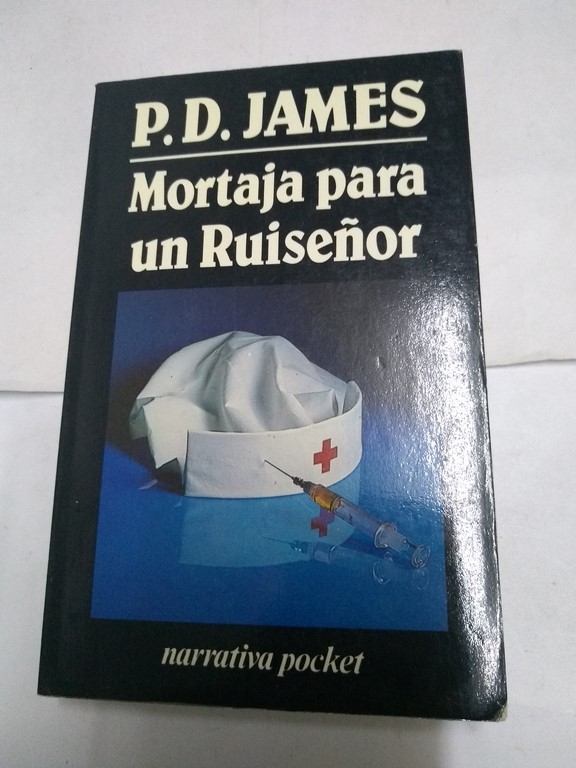 P.D. JAMES
Mortaja para
un Ruiseñor
narrativa pocket